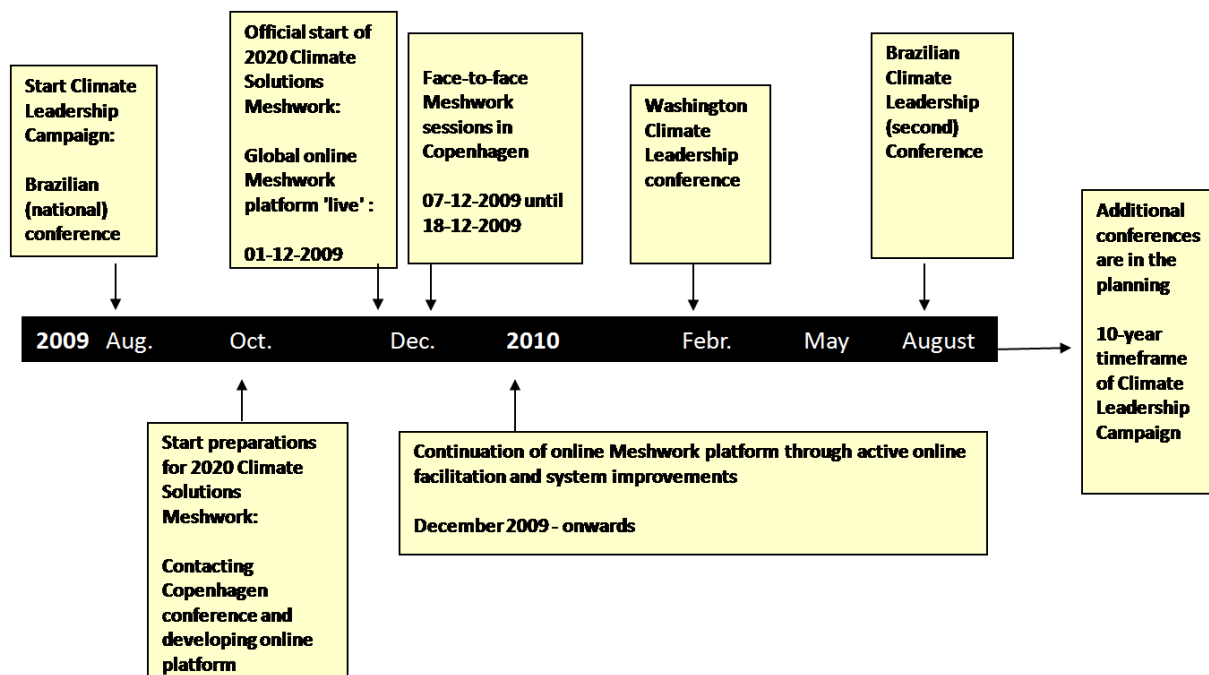 Start Climate
Leadership
Campaign:
Brazilian
(national)
conference
Official start of
2020 Climate
Solutions
Meshwork:
Global online
Meshwork
platform 'live' :
01-12-2009
Face-to-face
Meshwork
sessions in
Copenhagen
07-12-2009 until
18-12-2009
Washington
Climate
Leadership
conference
Brazilian
Climate
Leadership
(second)
Conference
Additional
conferences
are in the
planning
10-year
timeframe
of Climate
Leadership
Campaign
2009 Aug. Oct. Dec. 2010 Febr. May August
Start preparations
for 2020 Climate
Solutions
Meshwork:
Contacting
Copenhagen
conference and
developing online
platform
Continuation of online Meshwork platform through active online
facilitation and system improvements
December 2009 - onwards